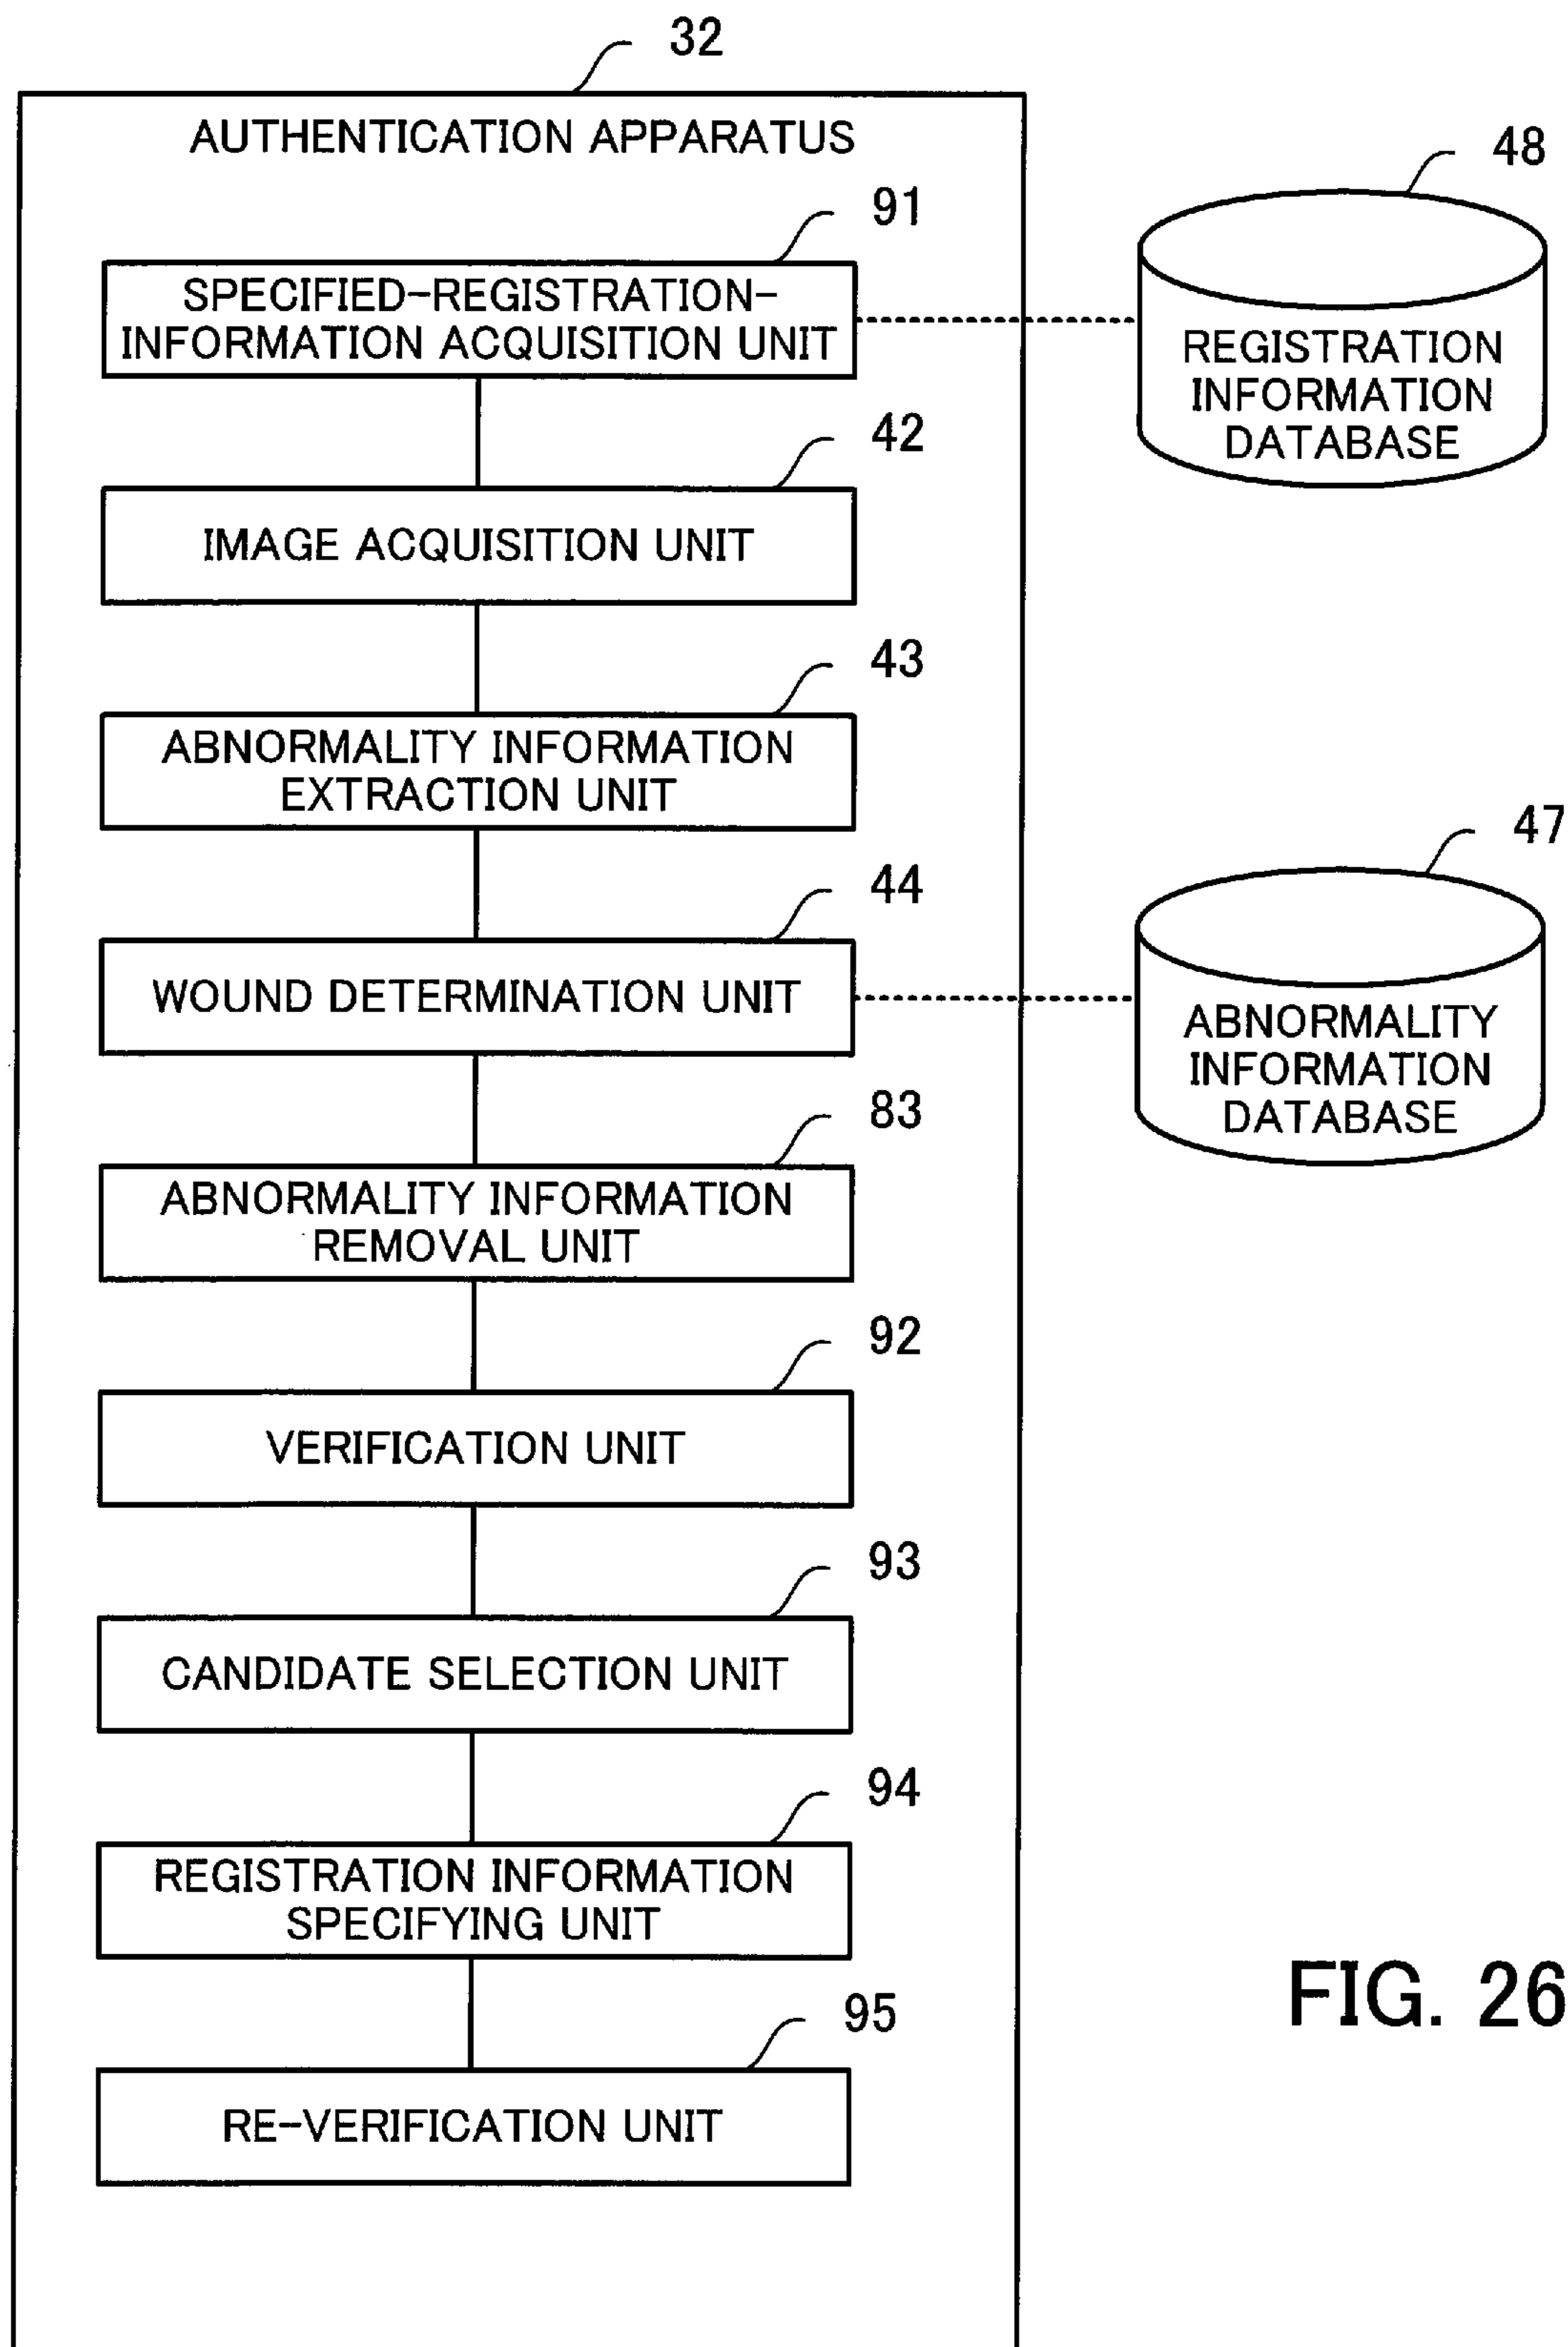 32
AUTHENTICATION APPARATUS
91
SPECIFIED-REGISTRATION-
INFORMATION ACQUISITION UNIT
48
REGISTRATION
INFORMATION
DATABASE
42
IMAGE ACQUISITION UNIT
43
ABNORMALITY INFORMATION
EXTRACTION UNIT
44
WOUND DETERMINATION UNIT
47
ABNORMALITY
INFORMATION
DATABASE
83
ABNORMALITY INFORMATION
REMOVAL UNIT
92
VERIFICATION UNIT
93
CANDIDATE SELECTION UNIT
94
REGISTRATION INFORMATION
SPECIFYING UNIT
95
RE-VERIFICATION UNIT
FIG. 26